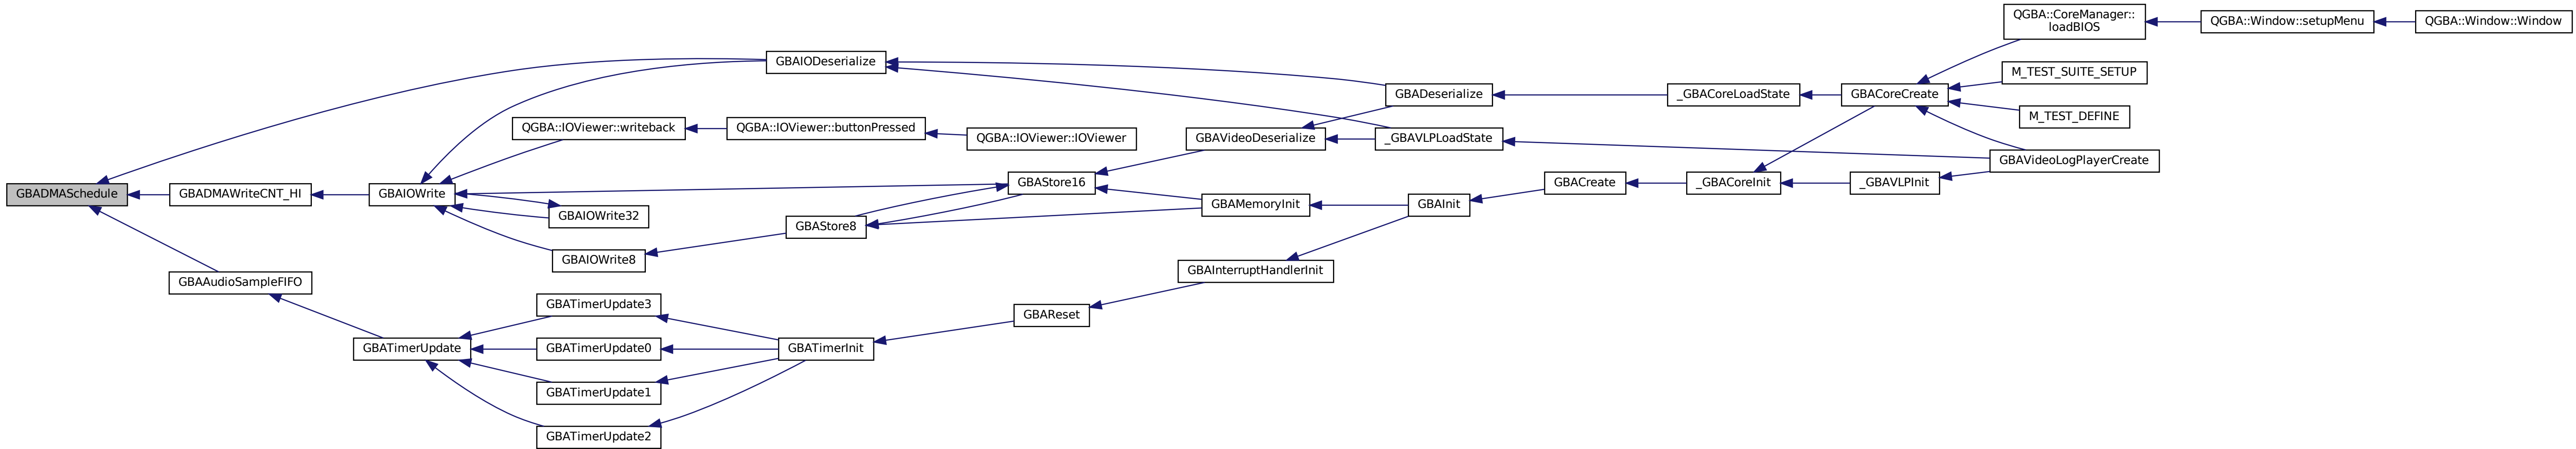 QGBA::CoreManager::
loadBIOS
QGBA::Window::setupMenu
QGBA::Window::Window
GBAIODeserialize
M_TEST_SUITE_SETUP
GBADeserialize
_GBACoreLoadState
GBACoreCreate
M_TEST_DEFINE
QGBA::IOViewer::writeback
QGBA::IOViewer::buttonPressed
QGBA::IOViewer::IOViewer
GBAVideoDeserialize
_GBAVLPLoadState
GBAVideoLogPlayerCreate
GBADMASchedule
GBADMAWriteCNT_HI
GBAIOWrite
GBAStore16
GBACreate
_GBACoreInit
_GBAVLPInit
GBAIOWrite32
GBAStore8
GBAMemoryInit
GBAInit
GBAIOWrite8
GBAInterruptHandlerInit
GBAAudioSampleFIFO
GBATimerUpdate3
GBAReset
GBATimerUpdate
GBATimerUpdate0
GBATimerInit
GBATimerUpdate1
GBATimerUpdate2